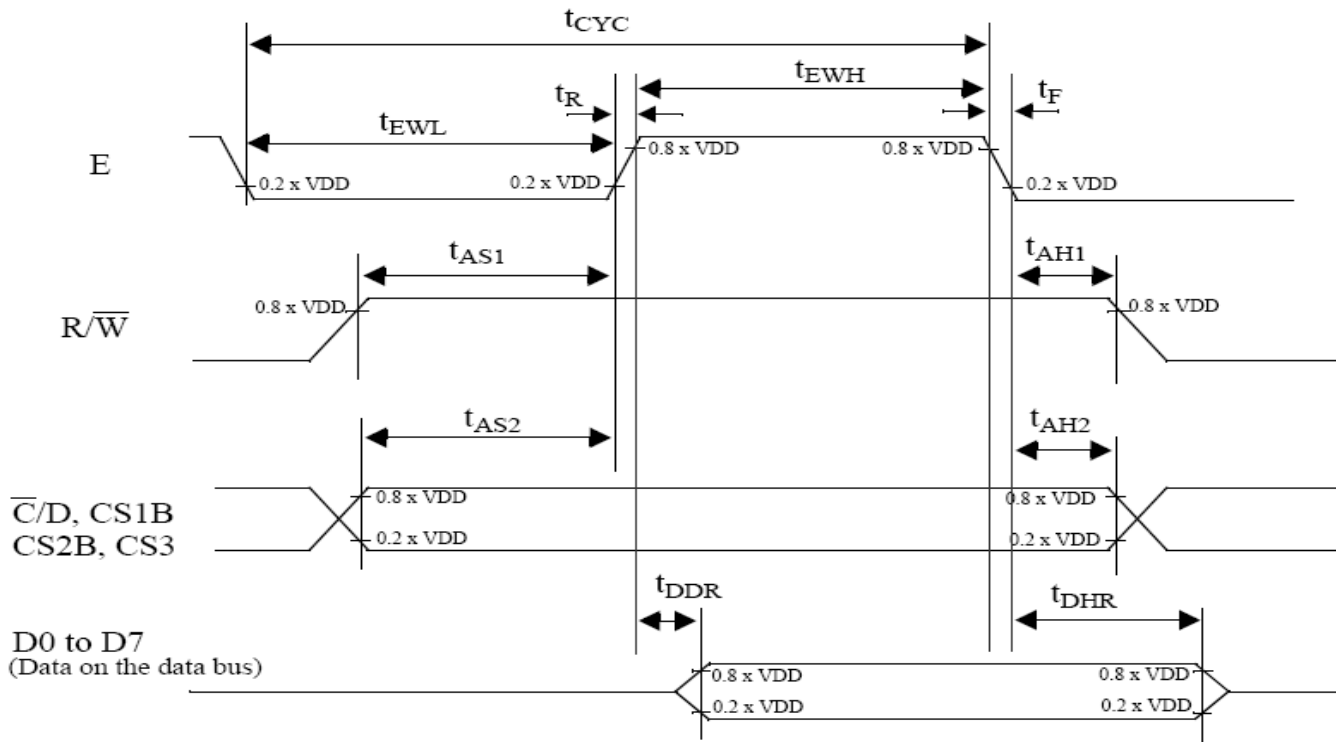 tCYC
tEWH
tR
tF
tEWL
E
0.8 x VDD
0.8 x VDD
0.2 x VDD
0.2 x VDD
0.2 x VDD
tAS1
tAH1
0.8 x VDD
0.8 x VDD
R/W̅
tAS2
tAH2
0.8 x VDD
0.8 x VDD
C̅/D, CS1B
CS2B, CS3
0.2 x VDD
0.2 x VDD
tDDR
tDHR
D0 to D7
(Data on the data bus)
0.8 x VDD
0.8 x VDD
0.2 x VDD
0.2 x VDD